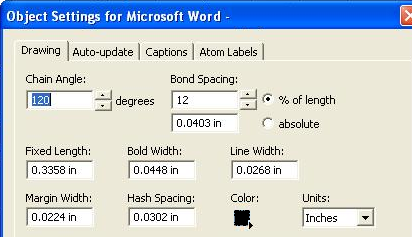 Object Settings for Microsoft Word -
Drawing Auto-update Captions Atom Labels
Chain Angle: Bond Spacing:
120 degrees 12 % of length
0.0403 in absolute
Fixed Length: Bold Width: Line Width:
0.3358 in 0.0448 in 0.0268 in
Margin Width: Hash Spacing: Color: Units:
0.0224 in 0.0302 in Inches